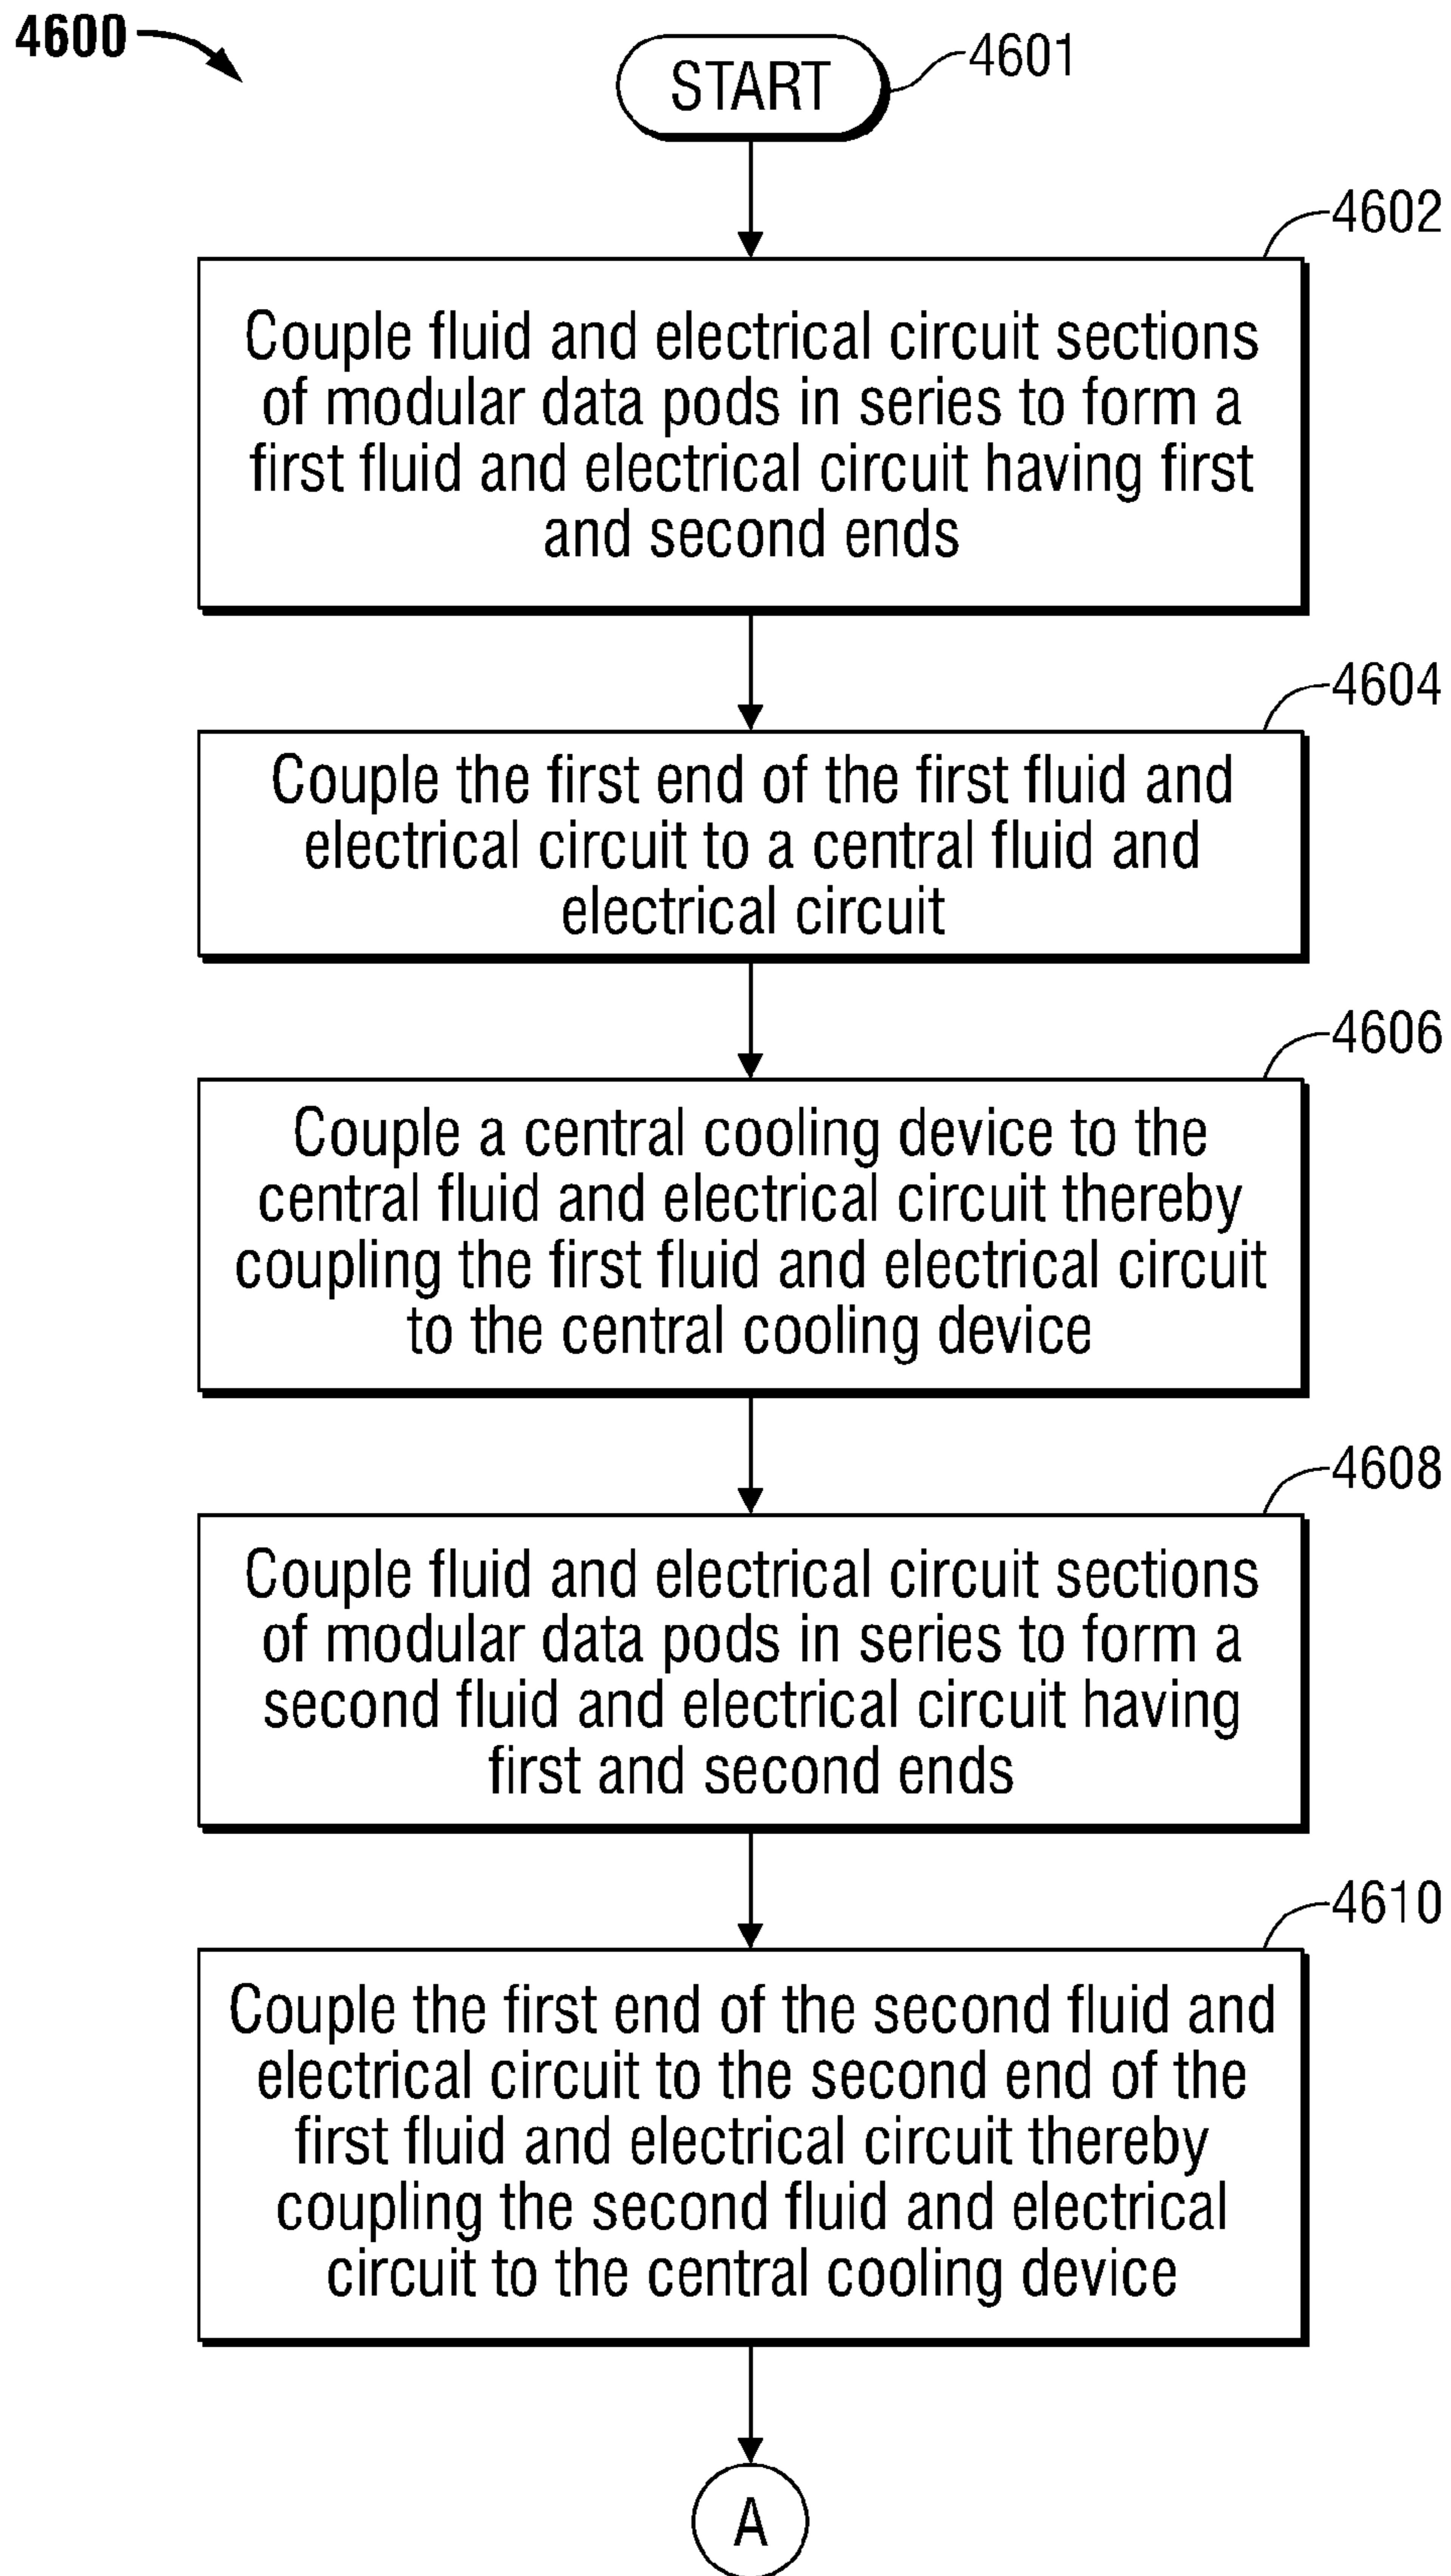 4600
START
4601
4602
Couple fluid and electrical circuit sections
of modular data pods in series to form a
first fluid and electrical circuit having first
and second ends
4604
Couple the first end of the first fluid and
electrical circuit to a central fluid and
electrical circuit
4606
Couple a central cooling device to the
central fluid and electrical circuit thereby
coupling the first fluid and electrical circuit
to the central cooling device
4608
Couple fluid and electrical circuit sections
of modular data pods in series to form a
second fluid and electrical circuit having
first and second ends
4610
Couple the first end of the second fluid and
electrical circuit to the second end of the
first fluid and electrical circuit thereby
coupling the second fluid and electrical
circuit to the central cooling device
A